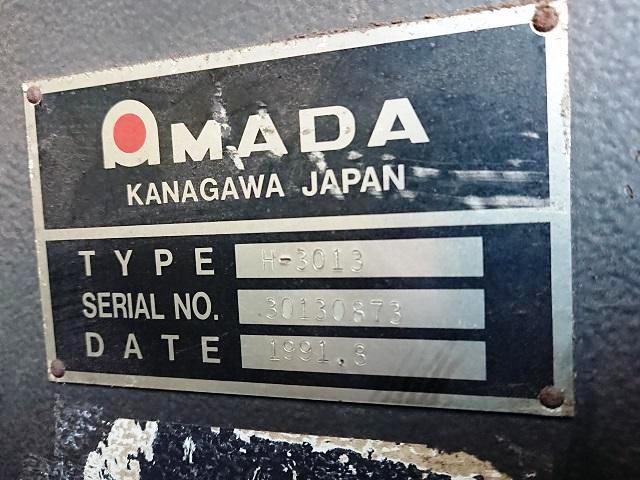 AMADA
KANAGAWA JAPAN
TYPE H-3013
SERIAL NO. 30130873
DATE 1991.3